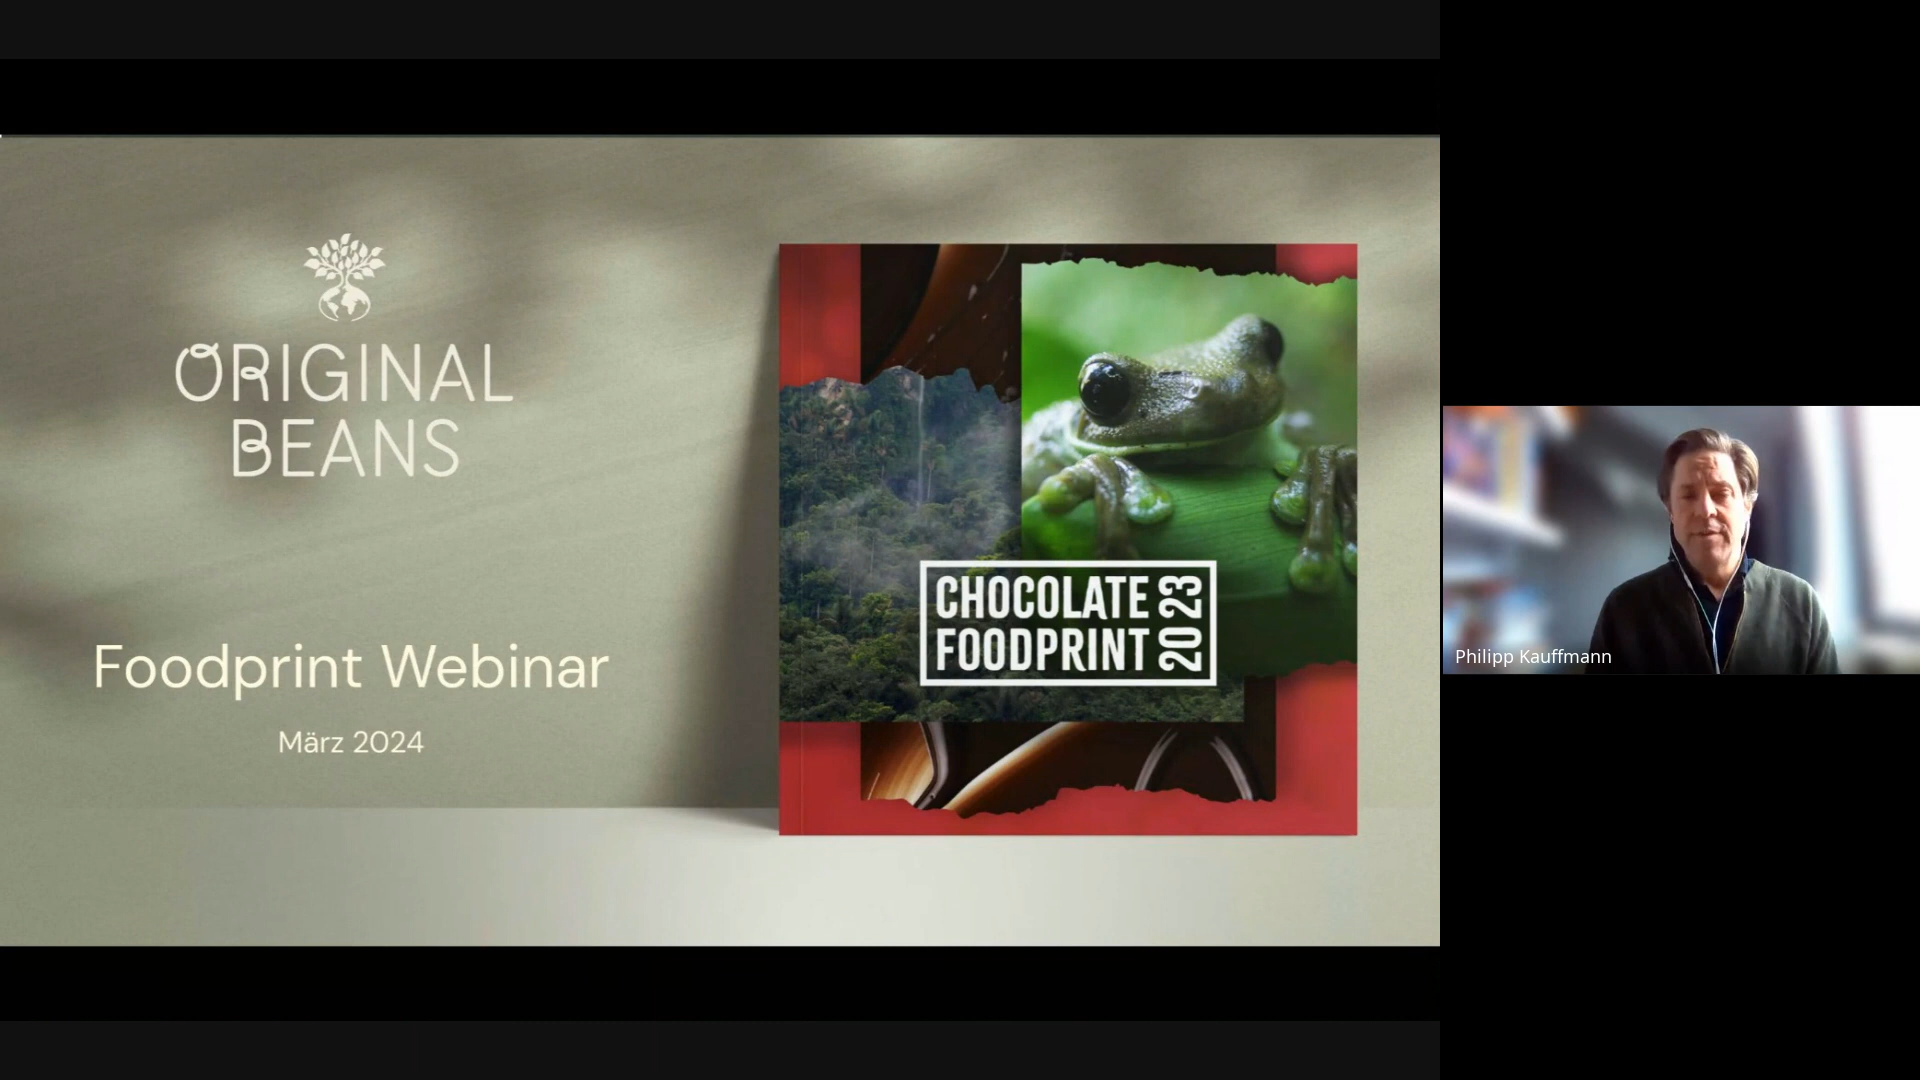 ORIGINAL
BEANS
Foodprint Webinar
März 2024
CHOCOLATE
FOODPRINT
2023
Philipp Kauffmann